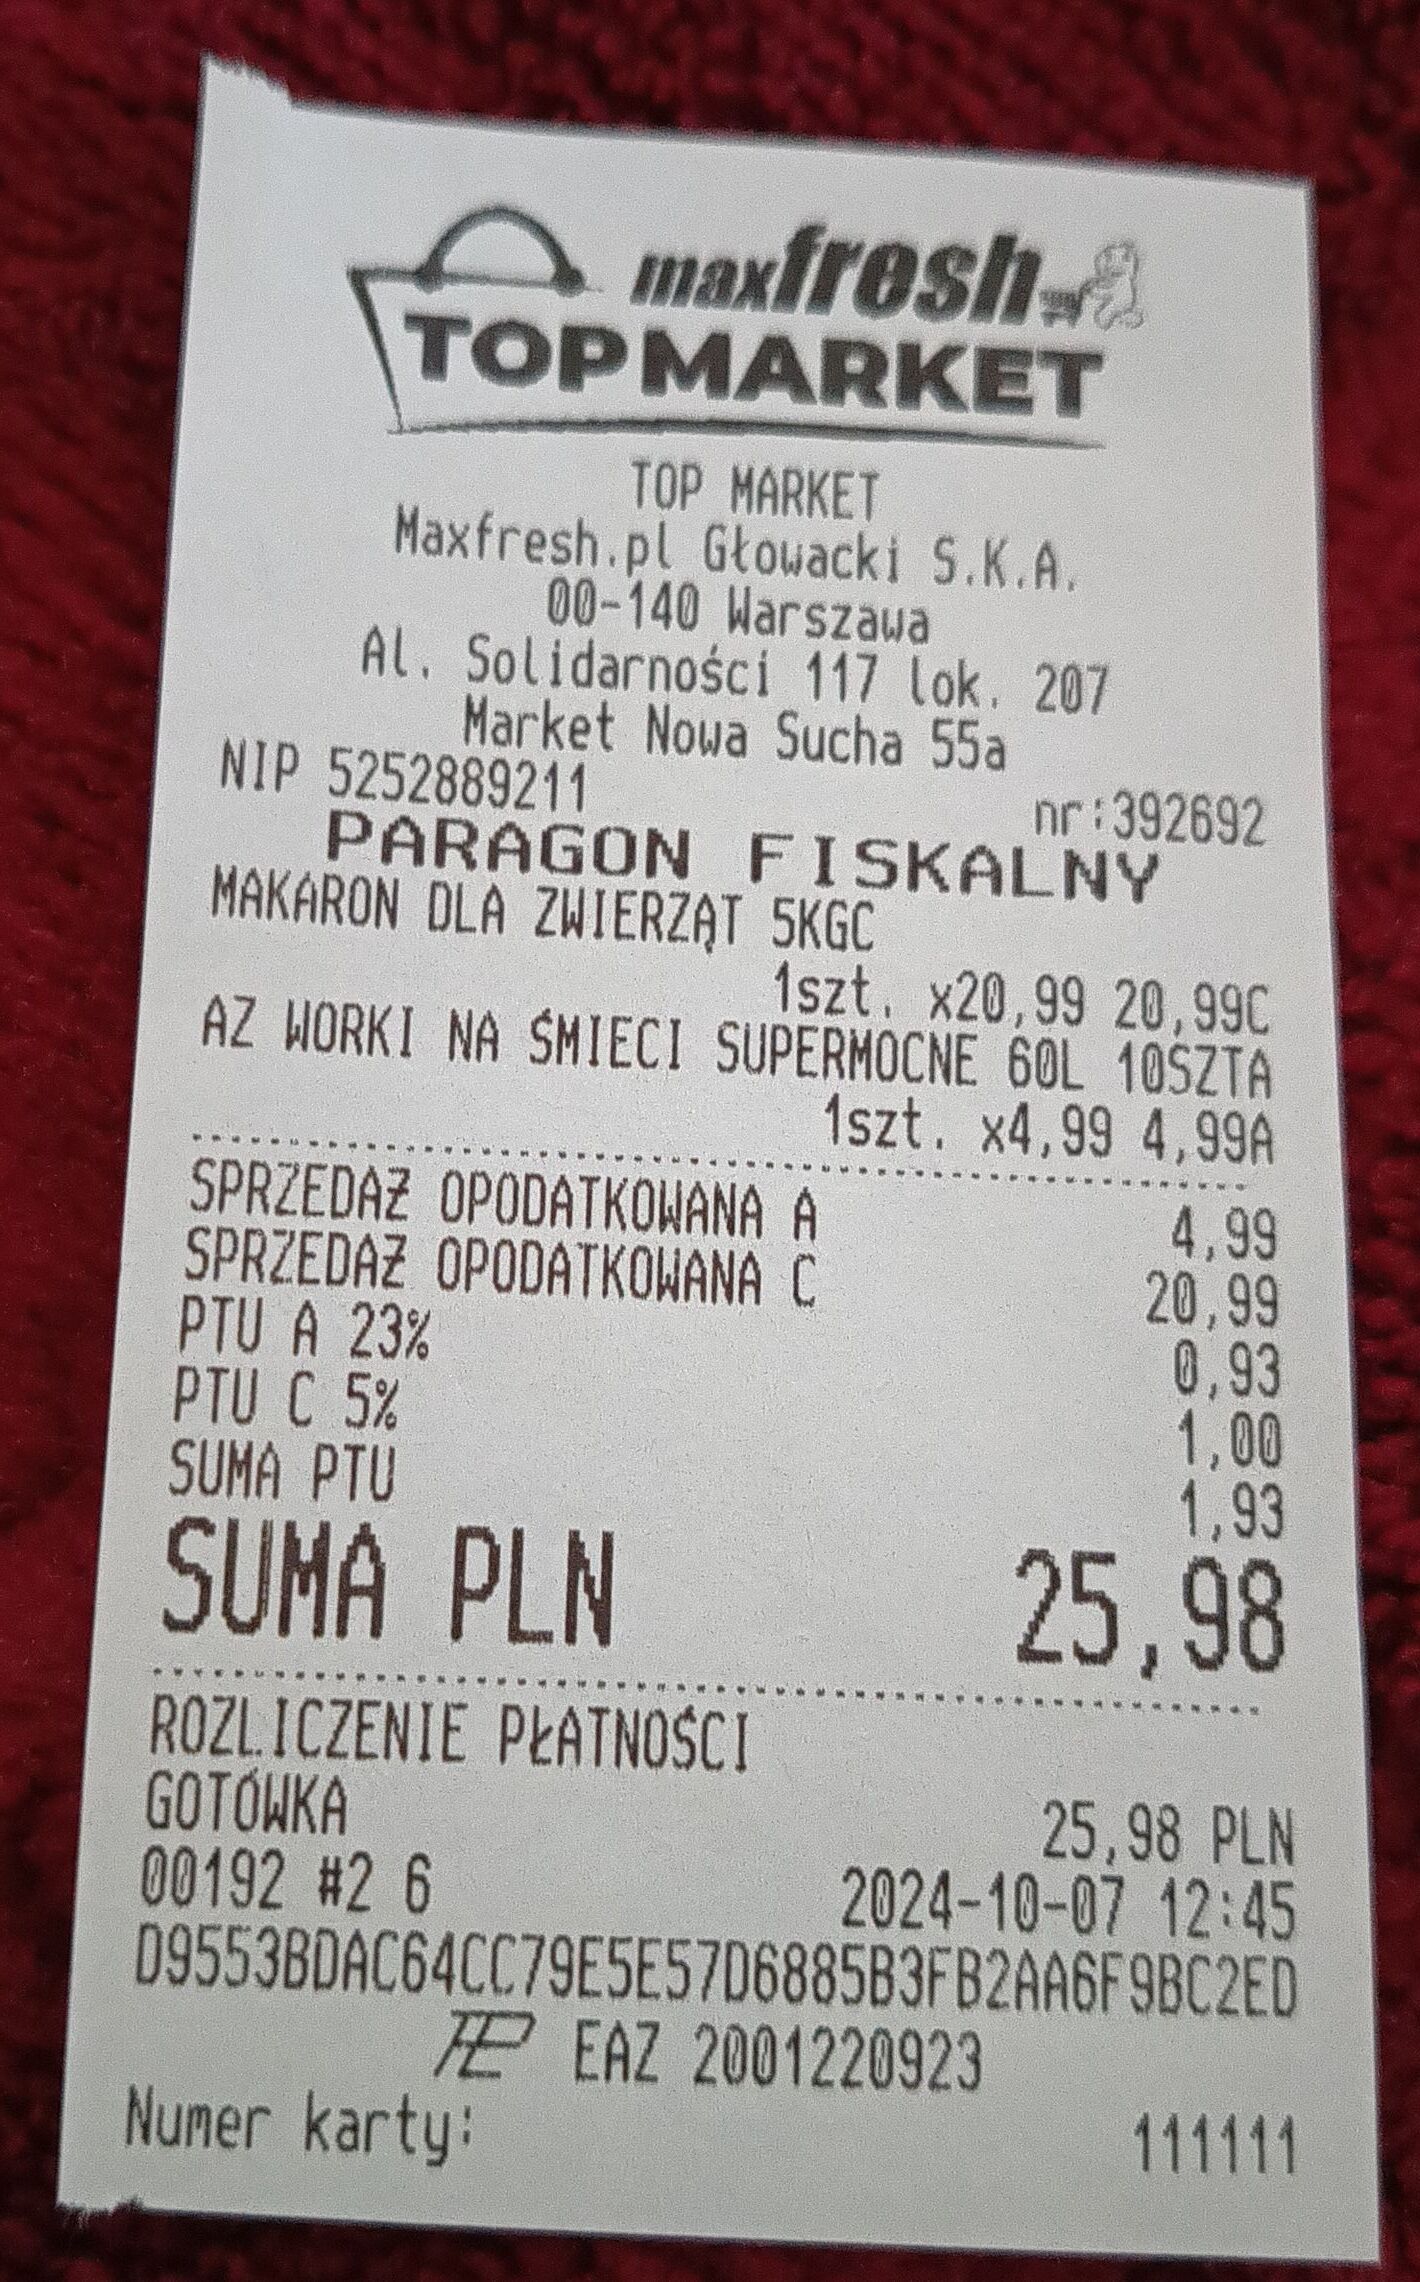 maxfresh
TOPMARKET
TOP MARKET
Maxfresh.pl Głowacki S.K.A.
00-140 Warszawa
Al. Solidarności 117 lok. 207
Market Nowa Sucha 55a
NIP 5252889211 nr:392692
PARAGON FISKALNY
MAKARON DLA ZWIERZĄT 5KGC
1szt. x20,99 20,99C
AZ WORKI NA ŚMIECI SUPERMOCNE 60L 10SZTA
1szt. x4,99 4,99A
SPRZEDAŻ OPODATKOWANA A 4,99
SPRZEDAŻ OPODATKOWANA C 20,99
PTU A 23% 0,93
PTU C 5% 1,00
SUMA PTU 1,93
SUMA PLN 25,98
ROZLICZENIE PŁATNOŚCI
GOTÓWKA 25,98 PLN
00192 #2 6 2024-10-07 12:45
D9553BDAC64CC79E5E57D6885B3FB2AA6F9BC2ED
EAZ 2001220923
Numer karty: 111111